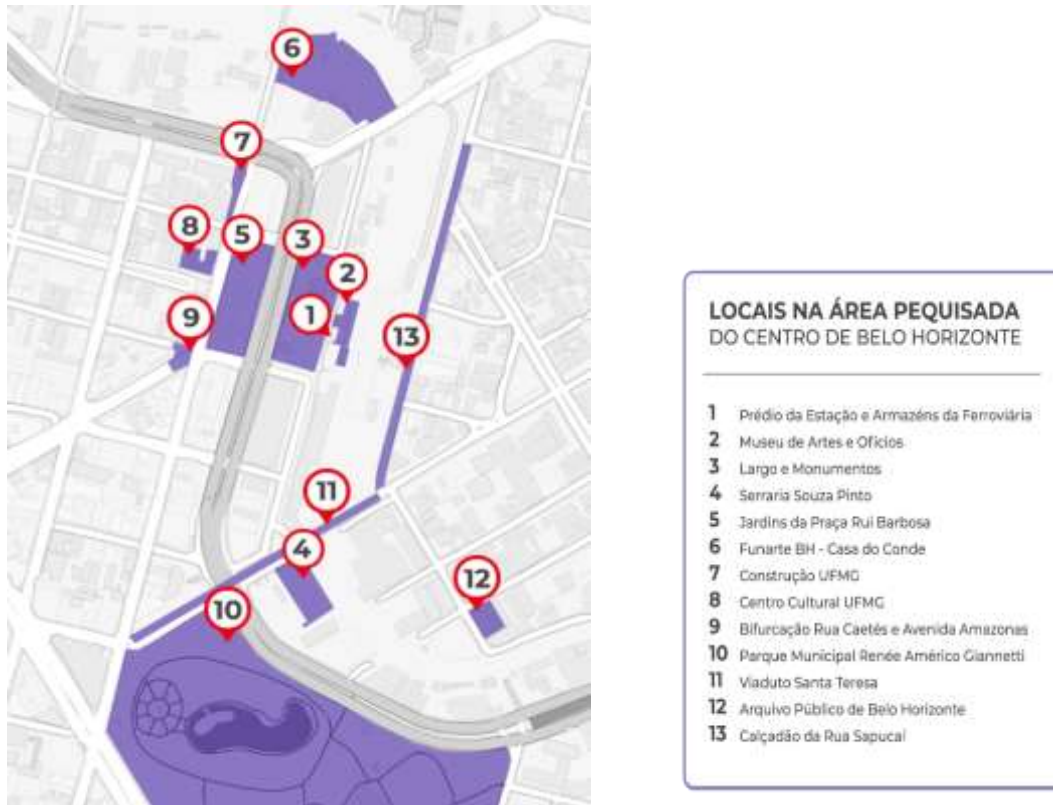 6
7
8
5
3
2
1
9
13
11
4
12
10
LOCAIS NA ÁREA PEQUISADA
DO CENTRO DE BELO HORIZONTE
1 Prédio da Estação e Armazéns da Ferroviária
2 Museu de Artes e Ofícios
3 Largo e Monumentos
4 Serraria Souza Pinto
5 Jardins da Praça Rui Barbosa
6 Funarte BH - Casa do Conde
7 Construção UFMG
8 Centro Cultural UFMG
9 Bifurcação Rua Caetés e Avenida Amazonas
10 Parque Municipal Renée Américo Giannetti
11 Viaduto Santa Teresa
12 Arquivo Público de Belo Horizonte
13 Calçadão da Rua Sapucaí